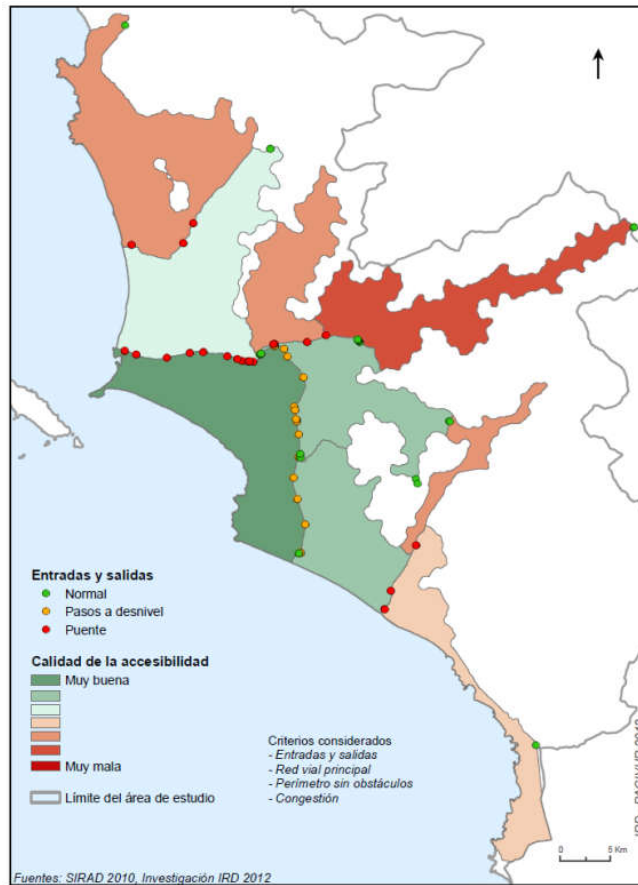 Entradas y salidas
Normal
Pasos a desnivel
Puente
Calidad de la accesibilidad
Muy buena
Muy mala
Límite del área de estudio
Criterios considerados
- Entradas y salidas
- Red vial principal
- Perímetro sin obstáculos
- Congestión
0
5 Km
Fuentes: SIRAD 2010, Investigación IRD 2012